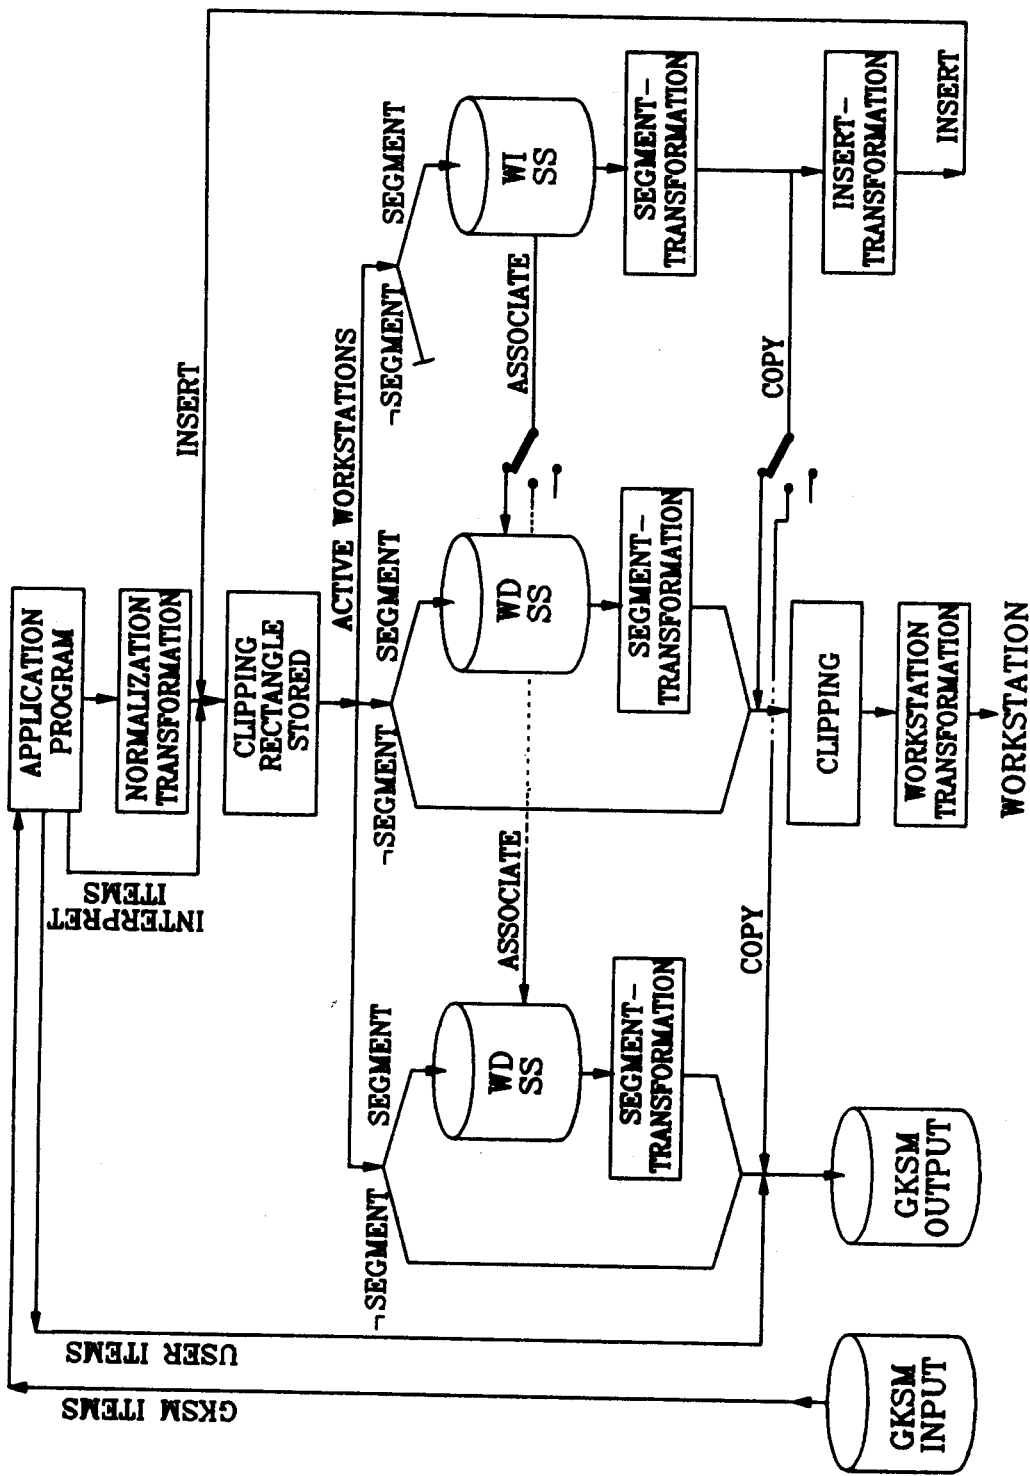 APPLICATION
PROGRAM
INTERPRET
ITEMS
NORMALIZATION
TRANSFORMATION
INSERT
CLIPPING
RECTANGLE
STORED
ACTIVE WORKSTATIONS
¬SEGMENT
SEGMENT
¬SEGMENT
SEGMENT
¬SEGMENT
SEGMENT
WD
SS
ASSOCIATE
WD
SS
ASSOCIATE
WI
SS
SEGMENT-
TRANSFORMATION
SEGMENT-
TRANSFORMATION
SEGMENT-
TRANSFORMATION
COPY
COPY
USER ITEMS
GKSM ITEMS
GKSM
INPUT
GKSM
OUTPUT
CLIPPING
INSERT-
TRANSFORMATION
WORKSTATION
TRANSFORMATION
INSERT
WORKSTATION